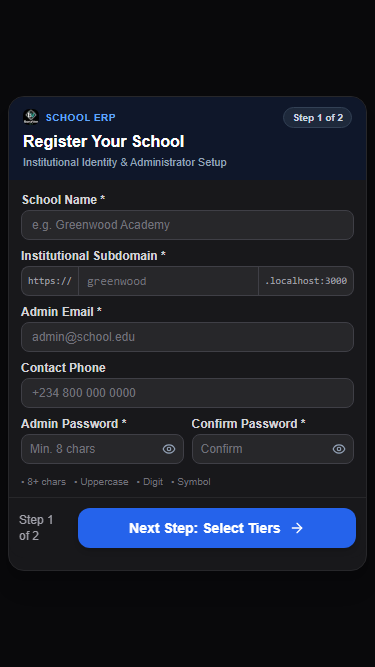 SCHOOL ERP
Step 1 of 2
Register Your School
Institutional Identity & Administrator Setup
School Name *
e.g. Greenwood Academy
Institutional Subdomain *
https:// greenwood .localhost:3000
Admin Email *
admin@school.edu
Contact Phone
+234 800 000 0000
Admin Password * Confirm Password *
Min. 8 chars Confirm
• 8+ chars • Uppercase • Digit • Symbol
Step 1
of 2
Next Step: Select Tiers →